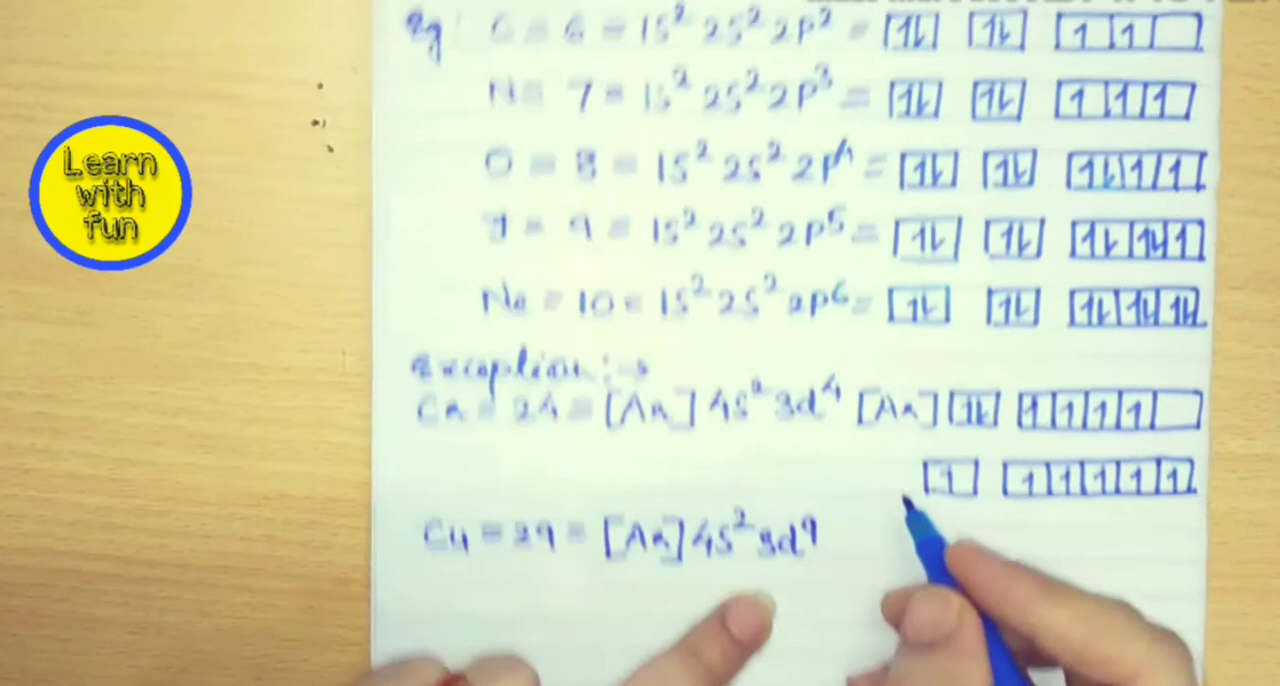 Learn
with
fun
Eg: C = 6 = 1s² 2s² 2p² = [1⇂] [1⇂] [1|1| ]
N = 7 = 1s² 2s² 2p³ = [1⇂] [1⇂] [1|1|1]
O = 8 = 1s² 2s² 2p⁴ = [1⇂] [1⇂] [1⇂|1|1]
F = 9 = 1s² 2s² 2p⁵ = [1⇂] [1⇂] [1⇂|1⇂|1]
Ne = 10 = 1s² 2s² 2p⁶ = [1⇂] [1⇂] [1⇂|1⇂|1⇂]
Exception :→
Cr = 24 = [Ar] 4s² 3d⁴ [Ar] [1⇂] [1|1|1|1| ]
[1] [1|1|1|1|1]
Cu = 29 = [Ar] 4s² 3d⁹